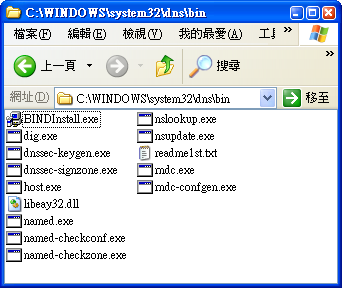 C:\WINDOWS\system32\dns\bin
檔案(F) 編輯(E) 檢視(V) 我的最愛(A)
上一頁 搜尋
網址(D) C:\WINDOWS\system32\dns\bin 移至
BINDInstall.exe
dig.exe
dnssec-keygen.exe
dnssec-signzone.exe
host.exe
libeay32.dll
named.exe
named-checkconf.exe
named-checkzone.exe
nslookup.exe
nsupdate.exe
readme1st.txt
rndc.exe
rndc-confgen.exe